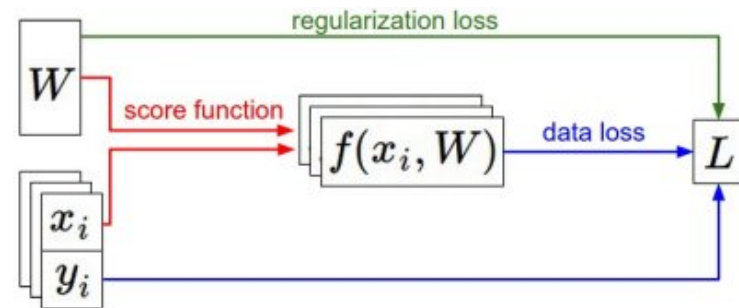 regularization loss
W
score function
f(x_i, W)
data loss
L
x_i
y_i